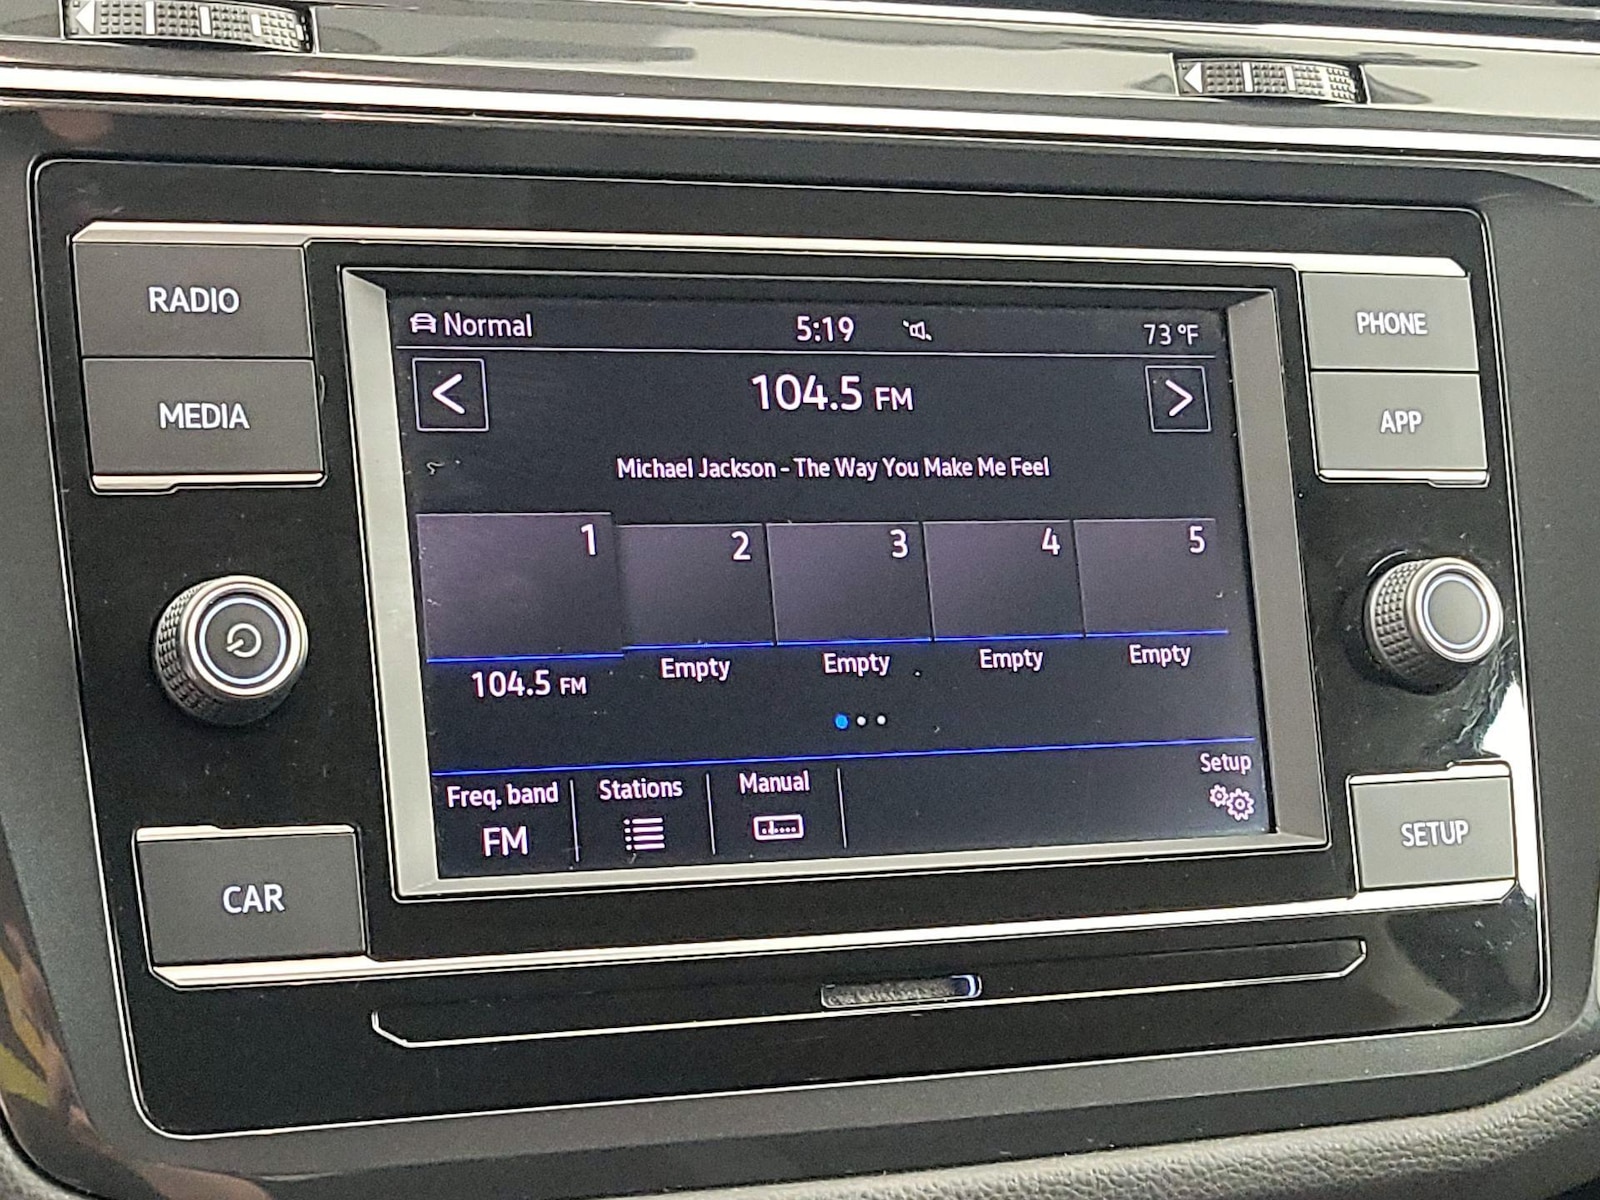 RADIO
MEDIA
CAR
Normal 5:19 73 °F
<
104.5 FM
>
Michael Jackson - The Way You Make Me Feel
1 2 3 4 5
104.5 FM Empty Empty Empty Empty
Freq. band Stations Manual Setup
FM
PHONE
APP
SETUP